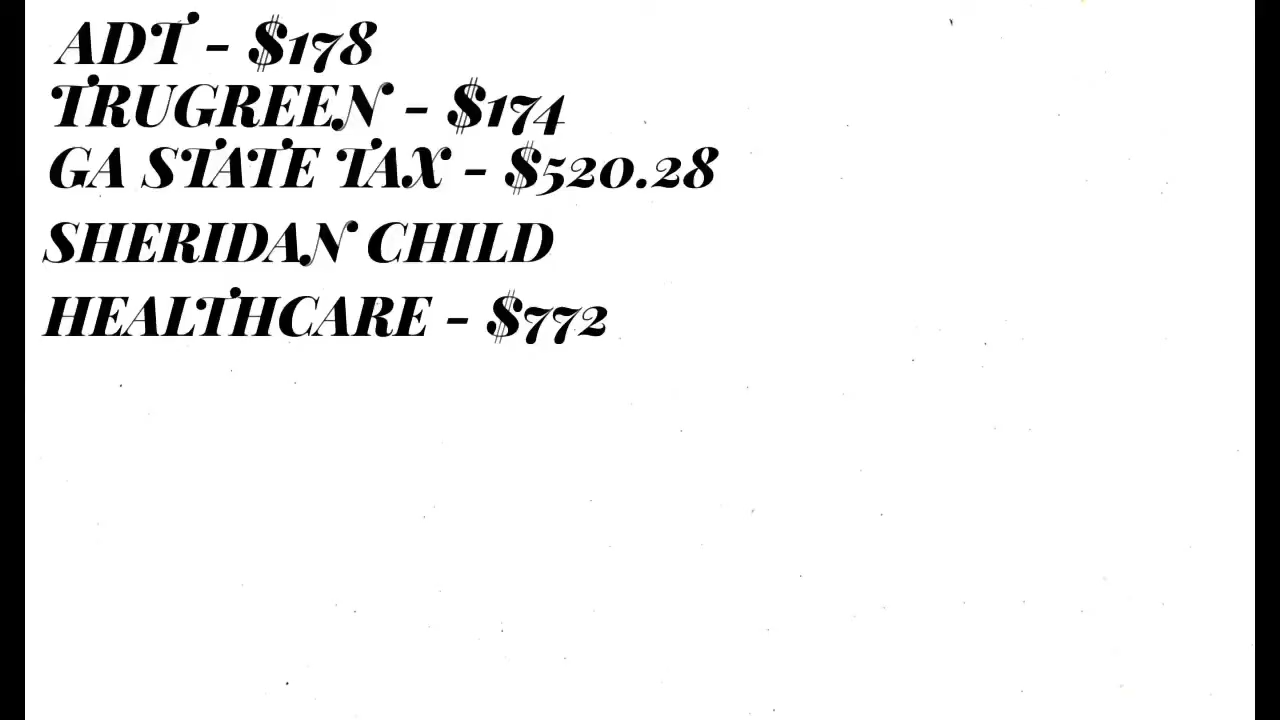 ADT - $178
TRUGREEN - $174
GA STATE TAX - $520.28
SHERIDAN CHILD
HEALTHCARE - $772